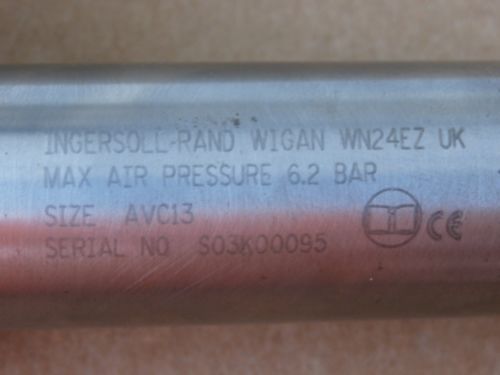 INGERSOLL-RAND WIGAN WN24EZ UK
MAX AIR PRESSURE 6.2 BAR
SIZE AVC13
SERIAL NO S03K00095
CE